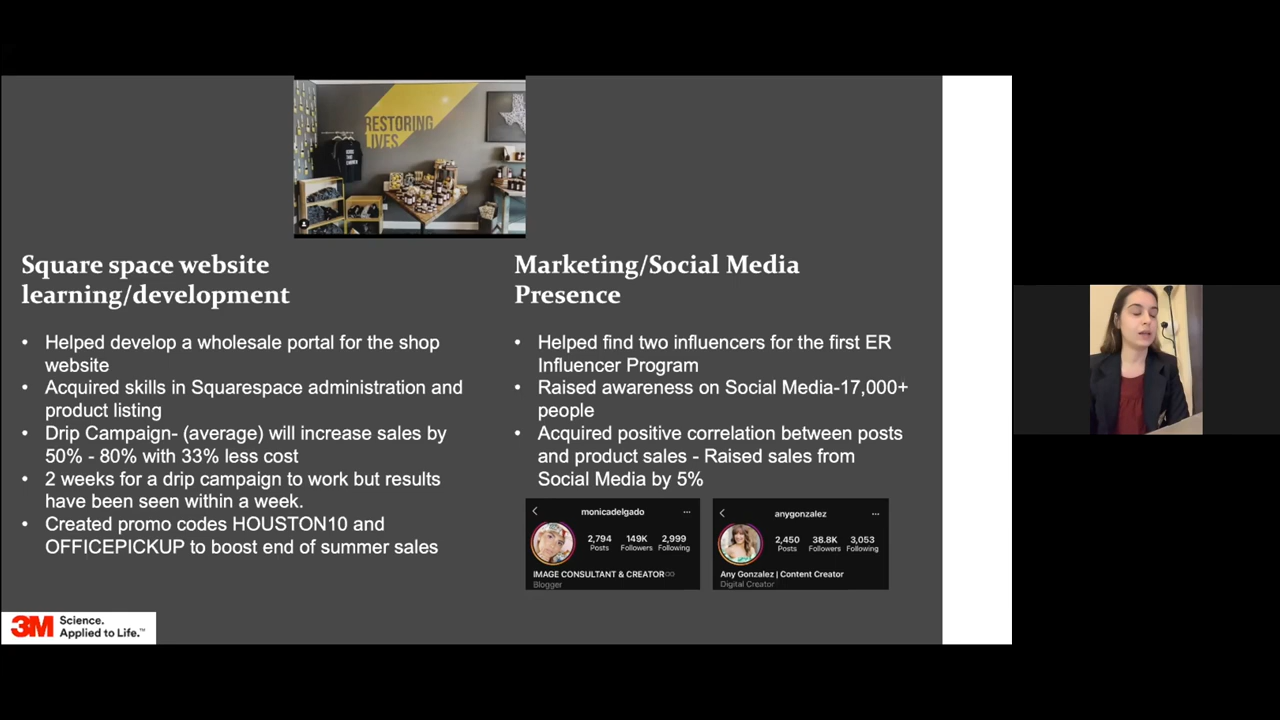 RESTORING
LIVES
Square space website
learning/development
• Helped develop a wholesale portal for the shop
website
• Acquired skills in Squarespace administration and
product listing
• Drip Campaign- (average) will increase sales by
50% - 80% with 33% less cost
• 2 weeks for a drip campaign to work but results
have been seen within a week.
• Created promo codes HOUSTON10 and
OFFICEPICKUP to boost end of summer sales
Marketing/Social Media
Presence
• Helped find two influencers for the first ER
Influencer Program
• Raised awareness on Social Media-17,000+
people
• Acquired positive correlation between posts
and product sales - Raised sales from
Social Media by 5%
monicadelgado
2,794 149K 2,999
Posts Followers Following
IMAGE CONSULTANT & CREATOR
Blogger
anygonzalez
2,450 38.8K 3,053
Posts Followers Following
Any Gonzalez | Content Creator
Digital Creator
3M Science.
Applied to Life.™